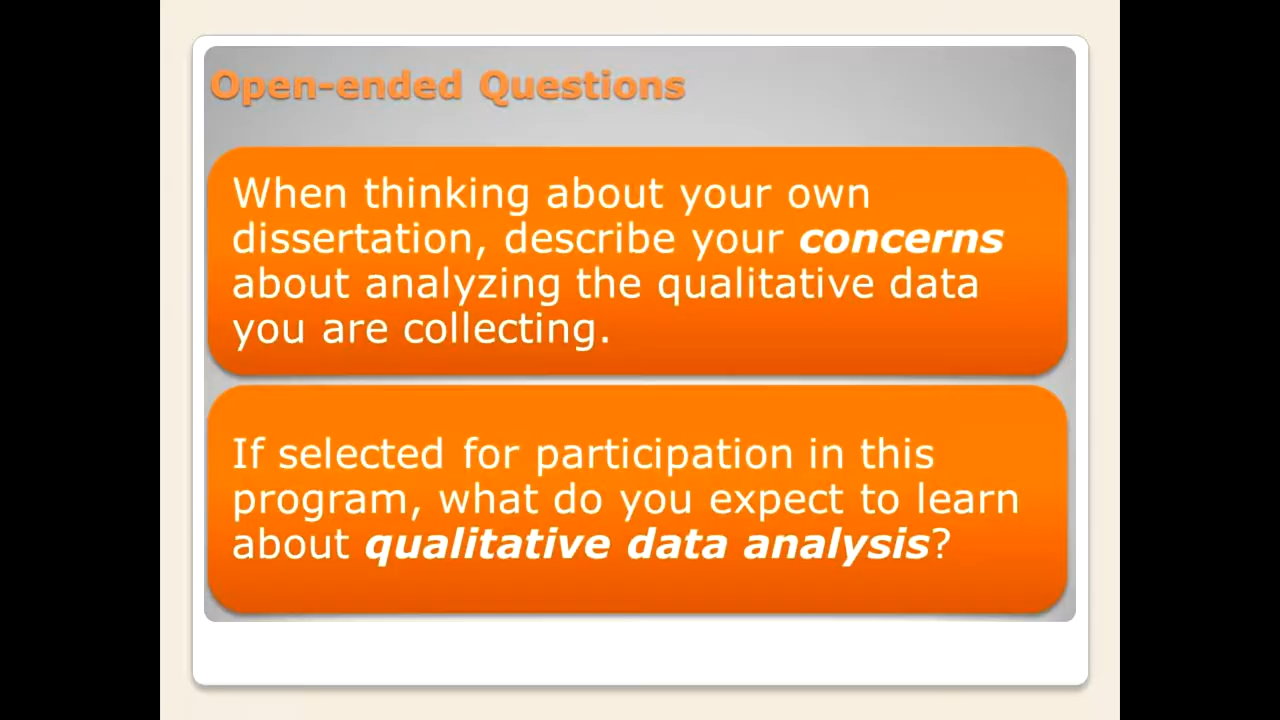 Open-ended Questions
When thinking about your own
dissertation, describe your concerns
about analyzing the qualitative data
you are collecting.
If selected for participation in this
program, what do you expect to learn
about qualitative data analysis?